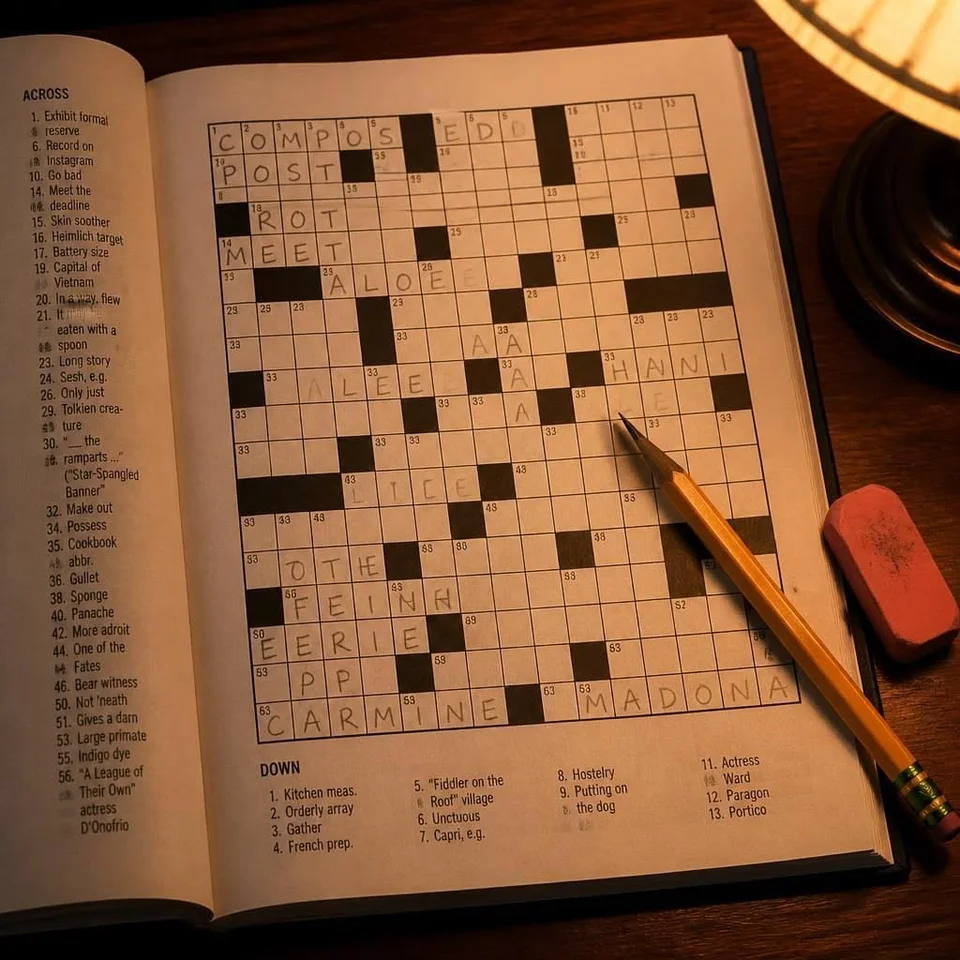 ACROSS
1. Exhibit formal
reserve
6. Record on
Instagram
10. Go bad
14. Meet the
deadline
15. Skin soother
16. Heimlich target
17. Battery size
19. Capital of
Vietnam
20. In a way, flew
21. It
eaten with a
spoon
23. Long story
24. Sesh, e.g.
26. Only just
29. Tolkien crea-
ture
30. "__ the
ramparts ..."
("Star-Spangled
Banner"
32. Make out
34. Possess
35. Cookbook
abbr.
36. Gullet
38. Sponge
40. Panache
42. More adroit
44. One of the
Fates
46. Bear witness
50. Not 'neath
51. Gives a darn
53. Large primate
55. Indigo dye
56. "A League of
Their Own"
actress
D'Onofrio
COMPOS EDD
POST
ROT
MEET
ALOE
A A
ALEE A HANI
A LE
LICE
OTHE
FEINH
EERIE
PP
CARMINE MADONA
DOWN
1. Kitchen meas.
2. Orderly array
3. Gather
4. French prep.
5. "Fiddler on the
Roof" village
6. Unctuous
7. Capri, e.g.
8. Hostelry
9. Putting on
the dog
11. Actress
Ward
12. Paragon
13. Portico